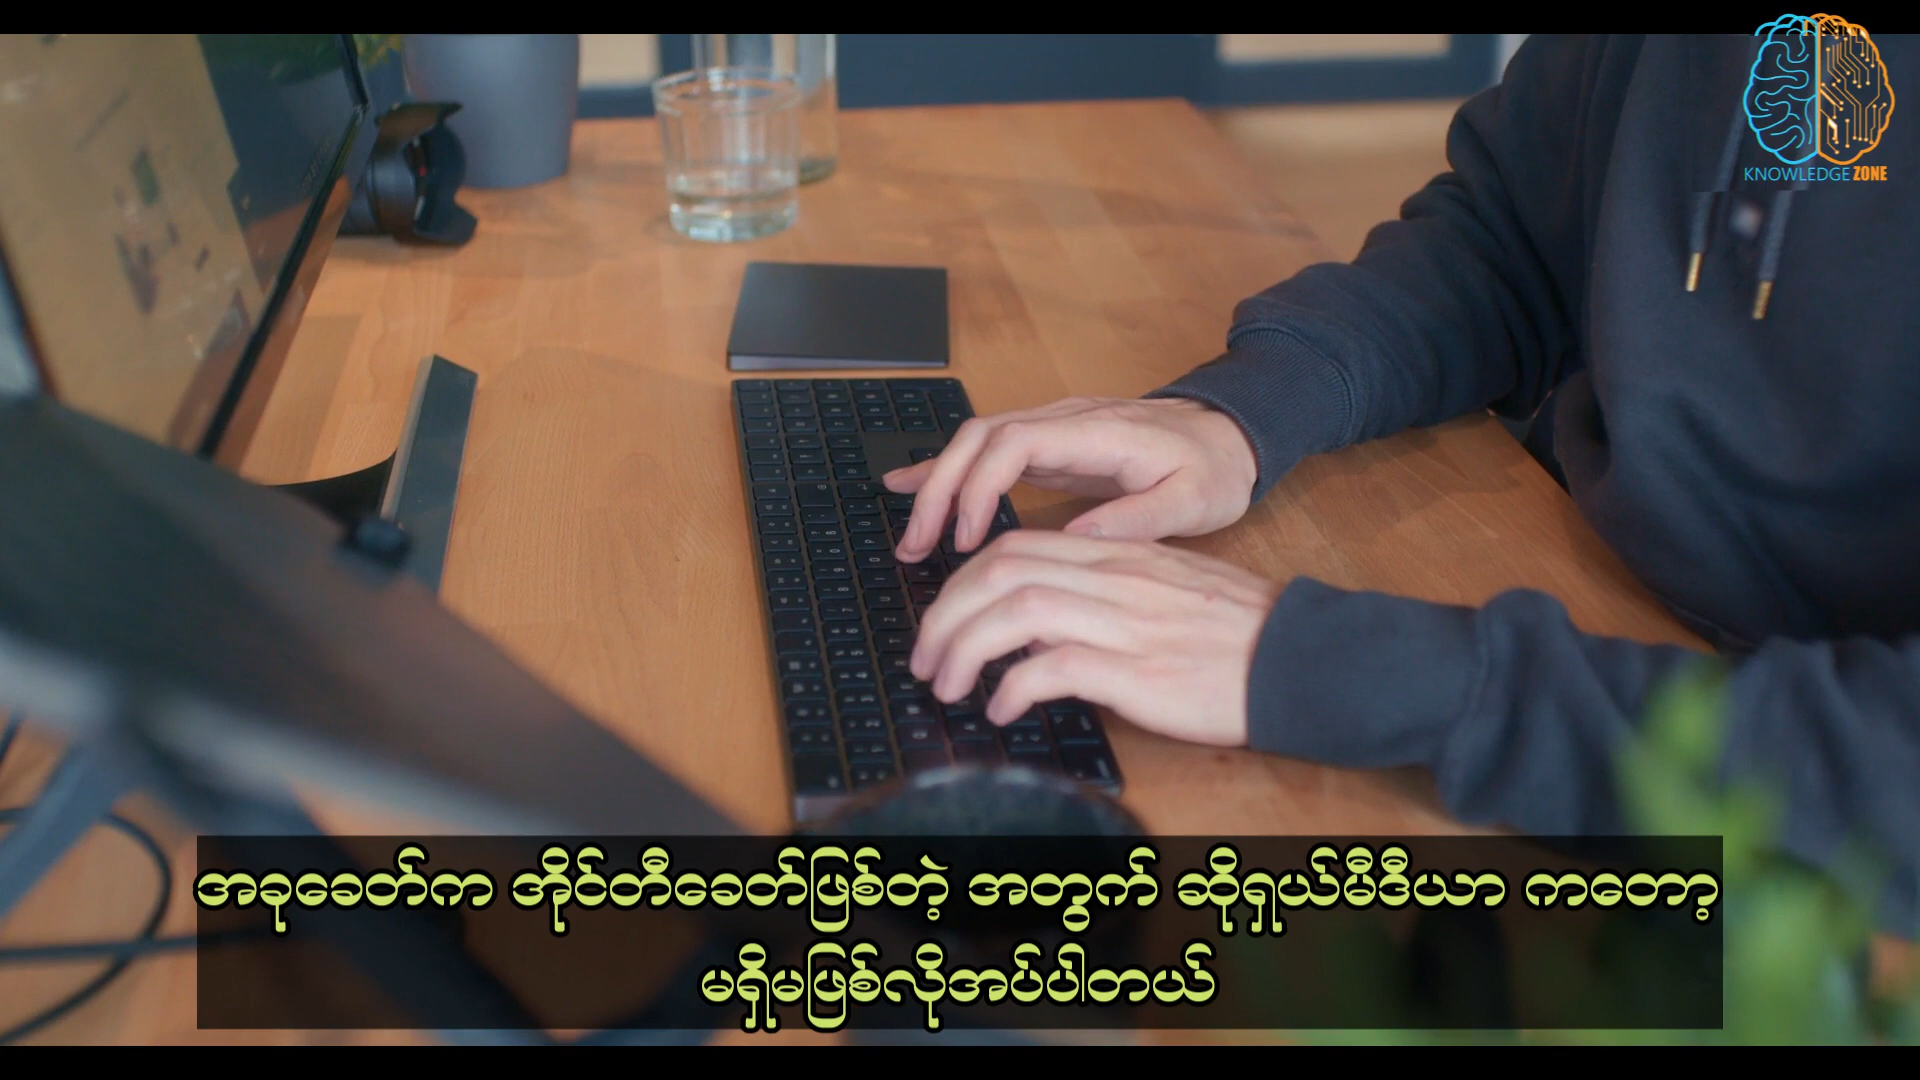 KNOWLEDGE ZONE
အခုခေတ်က အိုင်တီခေတ်ဖြစ်တဲ့ အတွက် ဆိုရှယ်မီဒီယာ ကတော့
မရှိမဖြစ်လိုအပ်ပါတယ်